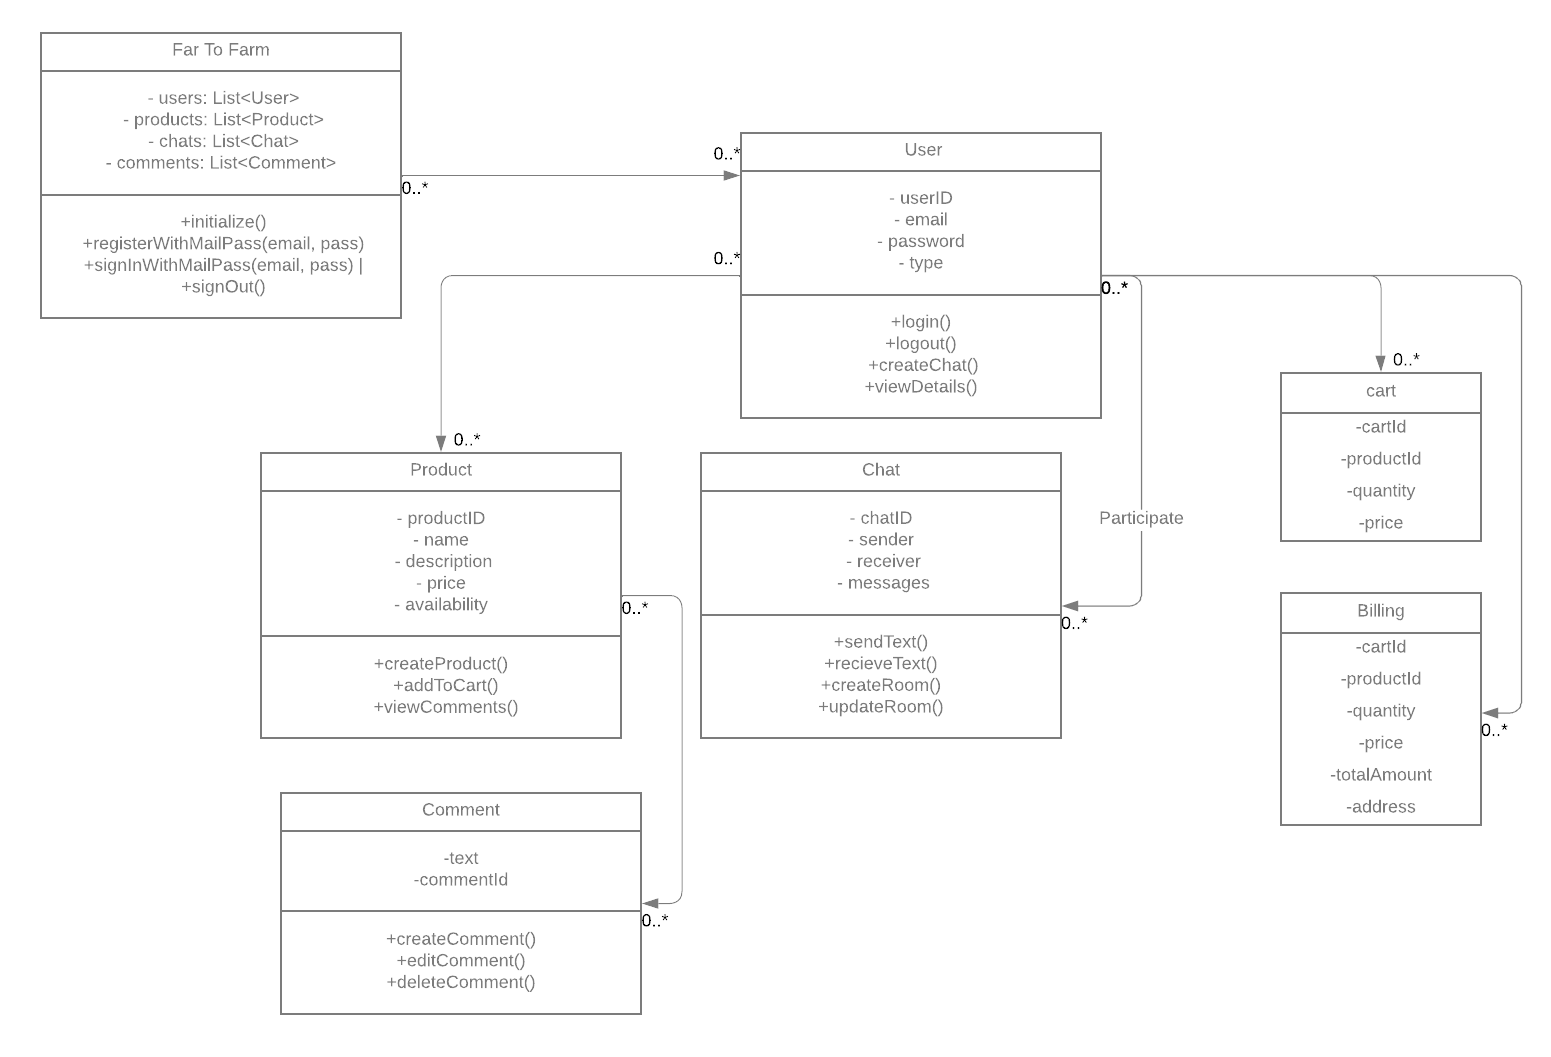 Far To Farm
- users: List<User>
- products: List<Product>
- chats: List<Chat>
- comments: List<Comment>
+initialize()
+registerWithMailPass(email, pass)
+signInWithMailPass(email, pass) |
+signOut()
0..*
0..*
User
- userID
- email
- password
- type
+login()
+logout()
+createChat()
+viewDetails()
0..*
0..*
0..*
Product
- productID
- name
- description
- price
- availability
+createProduct()
+addToCart()
+viewComments()
0..*
Chat
- chatID
- sender
- receiver
- messages
+sendText()
+recieveText()
+createRoom()
+updateRoom()
Participate
0..*
0..*
cart
-cartId
-productId
-quantity
-price
Billing
-cartId
-productId
-quantity
-price
-totalAmount
-address
0..*
Comment
-text
-commentId
+createComment()
+editComment()
+deleteComment()
0..*